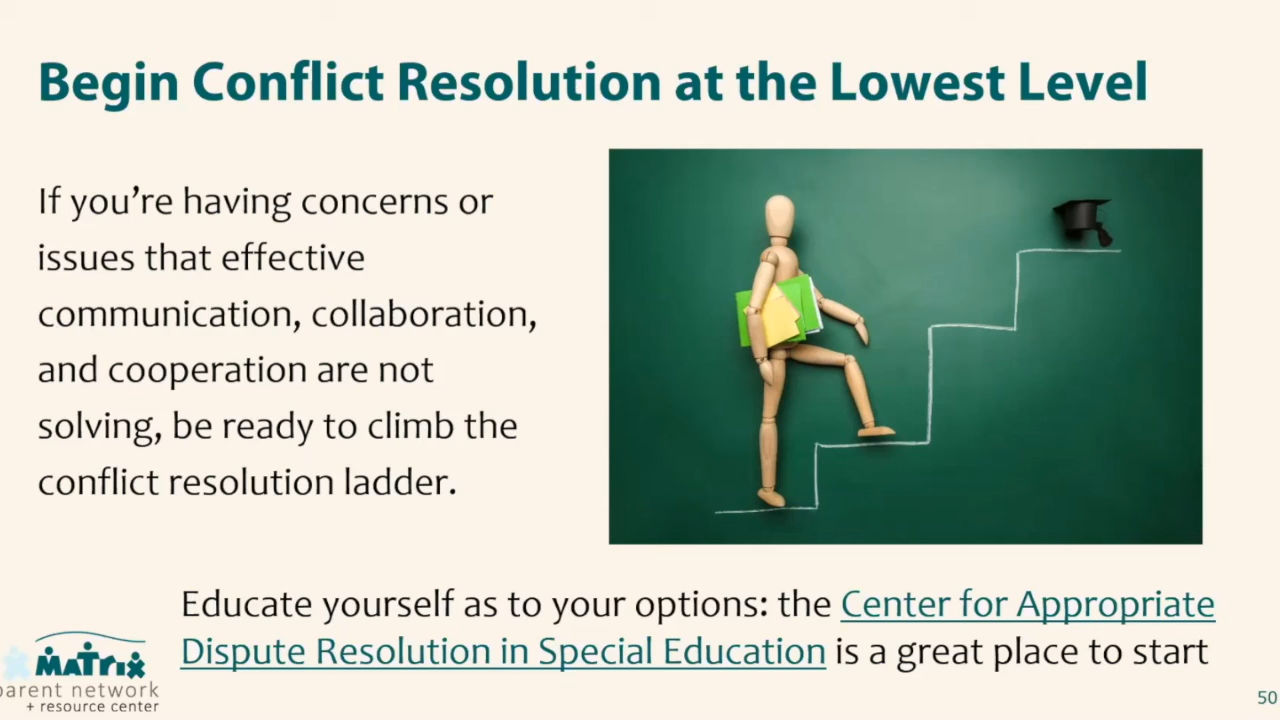 Begin Conflict Resolution at the Lowest Level
If you’re having concerns or
issues that effective
communication, collaboration,
and cooperation are not
solving, be ready to climb the
conflict resolution ladder.
Educate yourself as to your options: the Center for Appropriate
Dispute Resolution in Special Education is a great place to start
MATrix
parent network
+ resource center
50